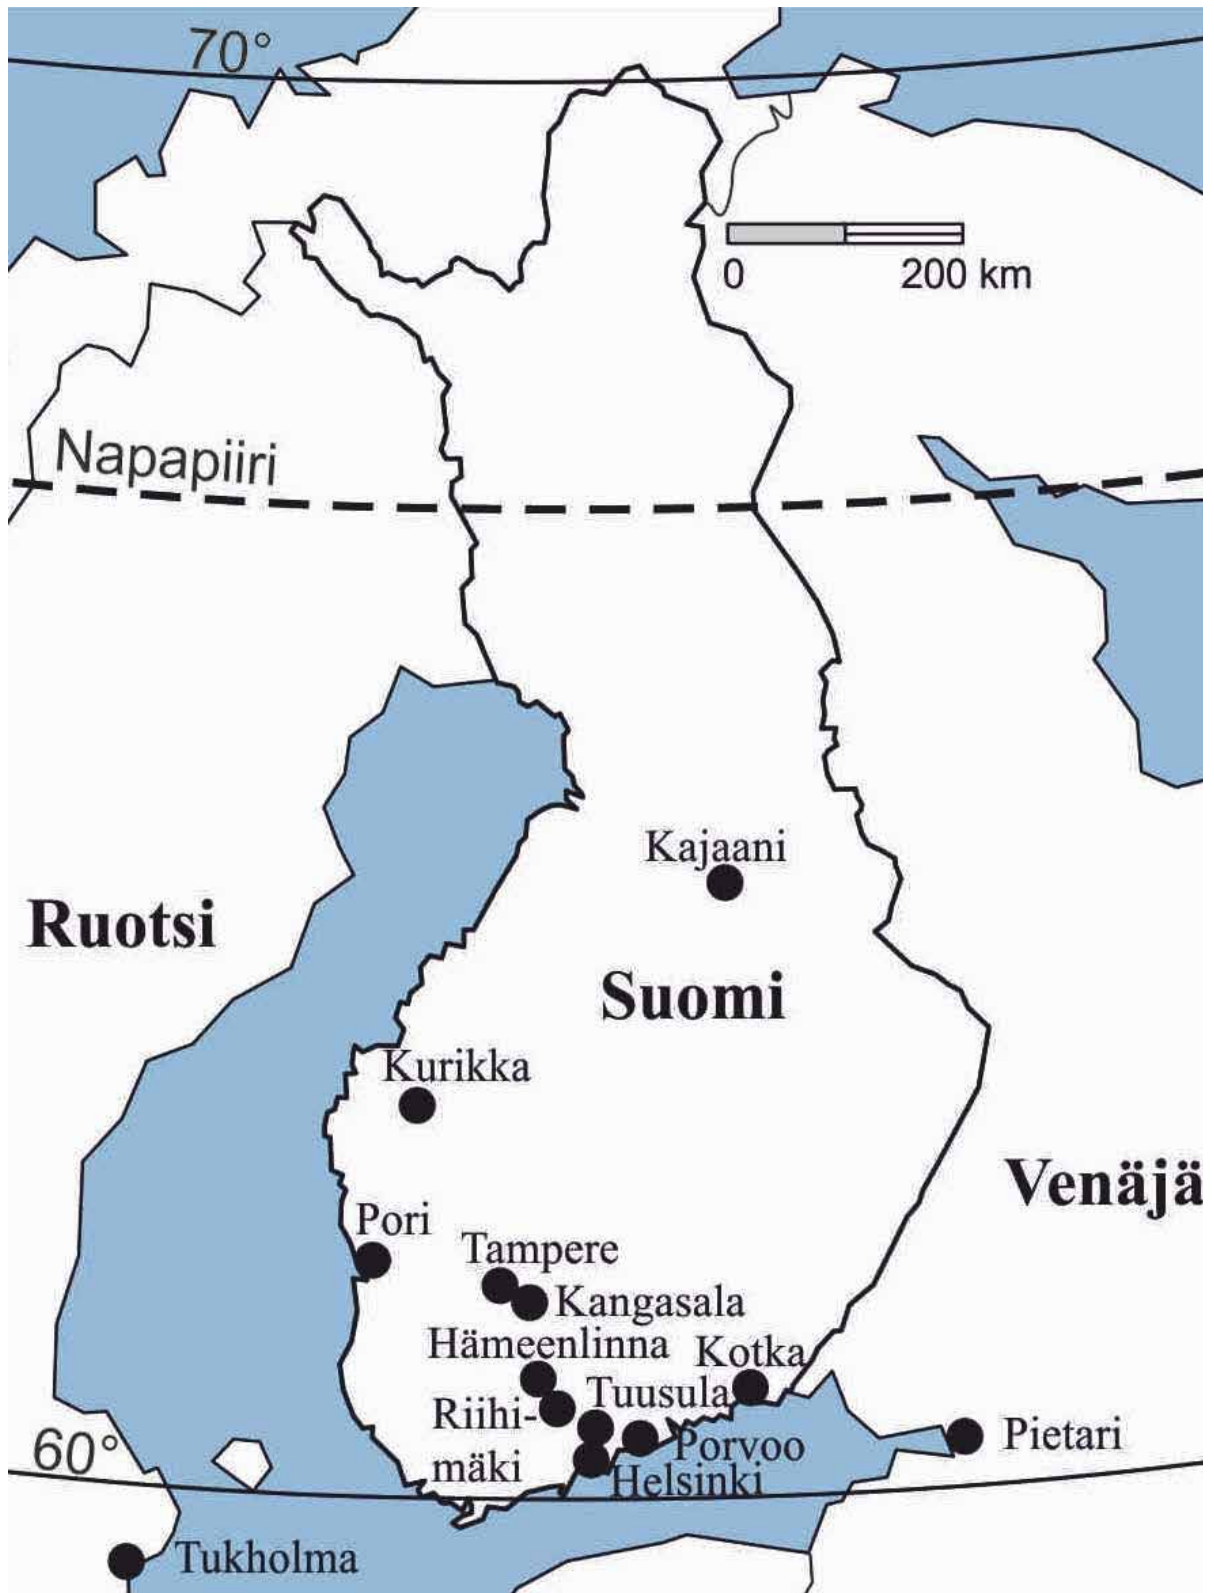 70°
0 200 km
Napapiiri
Kajaani
Ruotsi
Suomi
Kurikka
Venäjä
Pori
Tampere
Kangasala
Hämeenlinna
Kotka
Tuusula
Riihi-
mäki
Porvoo
Pietari
60°
Helsinki
Tukholma